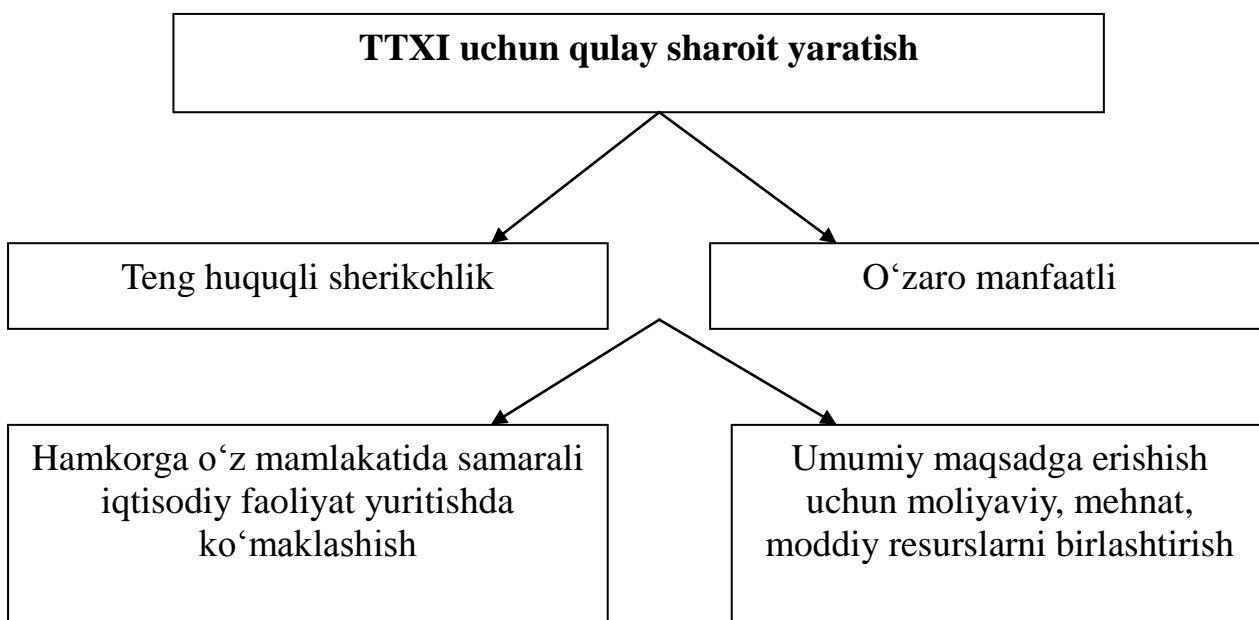 TTXI uchun qulay sharoit yaratish
Teng huquqli sherikchlik
O‘zaro manfaatli
Hamkorga o‘z mamlakatida samarali
iqtisodiy faoliyat yuritishda
ko‘maklashish
Umumiy maqsadga erishish
uchun moliyaviy, mehnat,
moddiy resurslarni birlashtirish